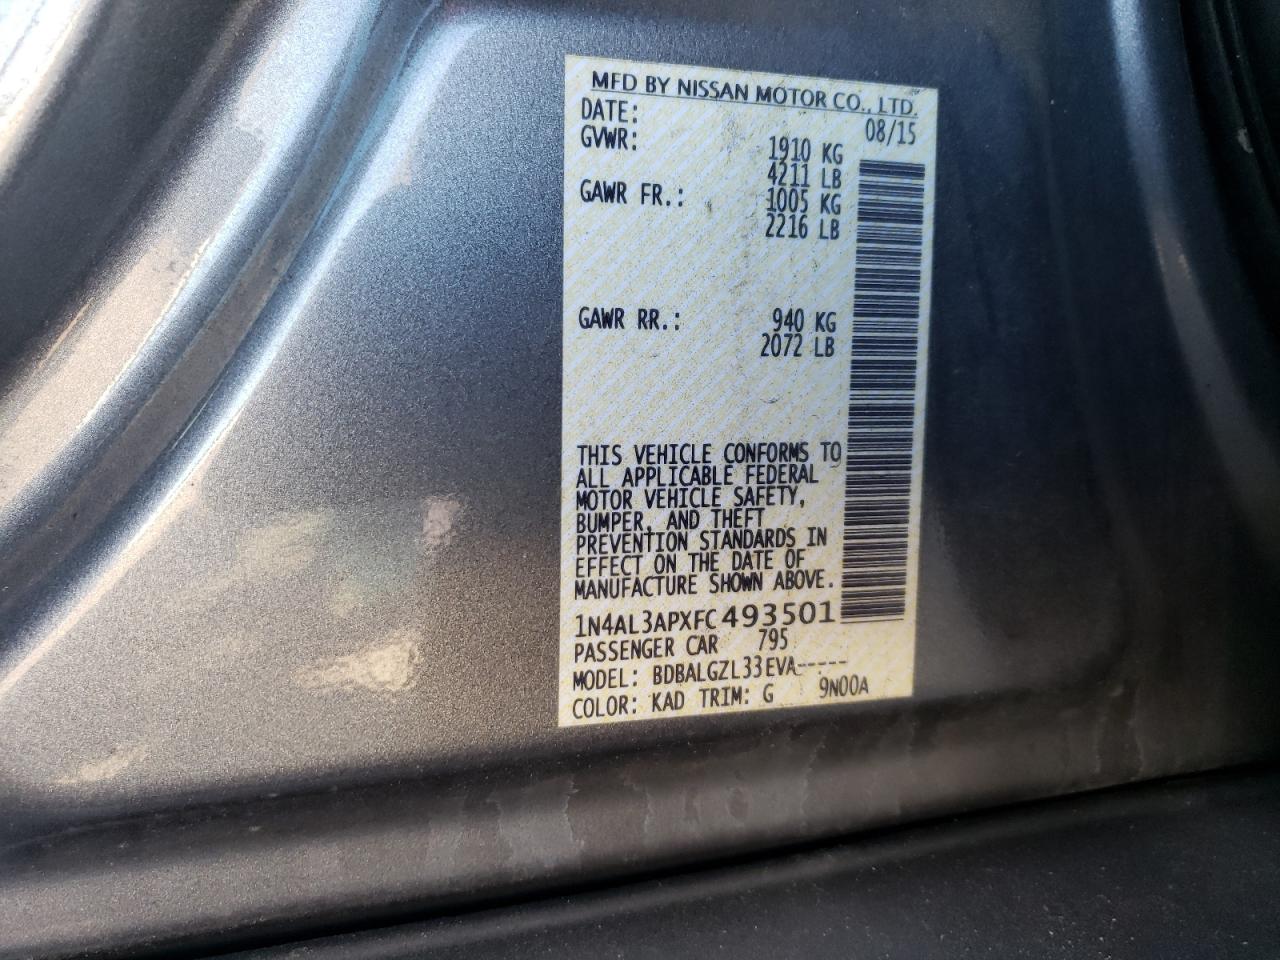 MFD BY NISSAN MOTOR CO., LTD.
DATE: 08/15
GVWR: 1910 KG
4211 LB
GAWR FR.: 1005 KG
2216 LB
GAWR RR.: 940 KG
2072 LB
THIS VEHICLE CONFORMS TO
ALL APPLICABLE FEDERAL
MOTOR VEHICLE SAFETY,
BUMPER, AND THEFT
PREVENTION STANDARDS IN
EFFECT ON THE DATE OF
MANUFACTURE SHOWN ABOVE.
1N4AL3APXFC493501
PASSENGER CAR 795
MODEL: BDBALGZL33EVA-----
COLOR: KAD TRIM: G 9N00A